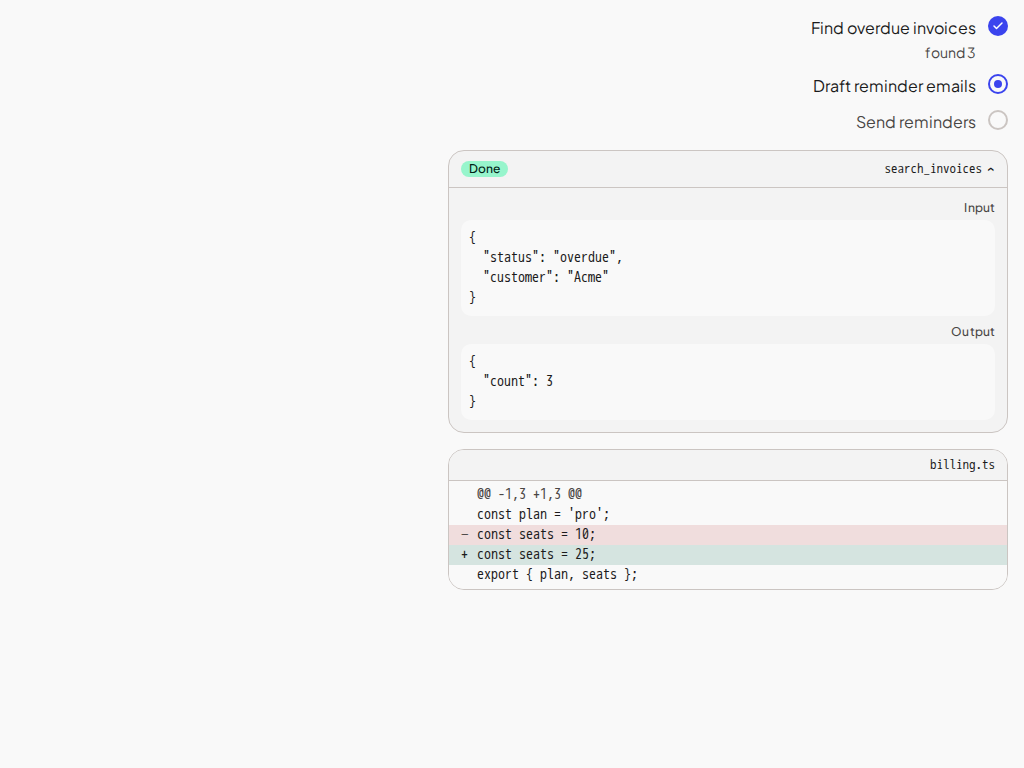 Find overdue invoices
found 3
Draft reminder emails
Send reminders
search_invoices Done
Input
{
  "status": "overdue",
  "customer": "Acme"
}
Output
{
  "count": 3
}
billing.ts
@@ -1,3 +1,3 @@
const plan = 'pro';
− const seats = 10;
+ const seats = 25;
export { plan, seats };